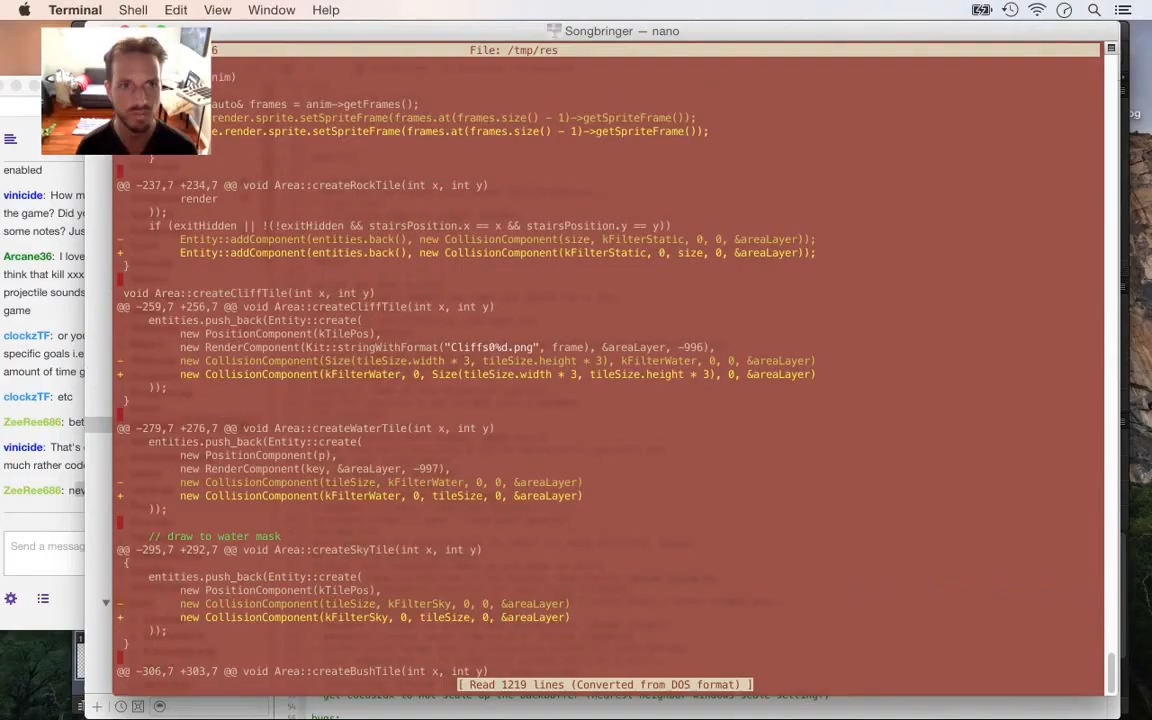 Terminal Shell Edit View Window Help
Songbringer — nano
6 File: /tmp/res
nim)
auto& frames = anim->getFrames();
render.sprite.setSpriteFrame(frames.at(frames.size() - 1)->getSpriteFrame());
e.render.sprite.setSpriteFrame(frames.at(frames.size() - 1)->getSpriteFrame());
}
@@ -237,7 +234,7 @@ void Area::createRockTile(int x, int y)
render
));
if (exitHidden || !(!exitHidden && stairsPosition.x == x && stairsPosition.y == y))
- Entity::addComponent(entities.back(), new CollisionComponent(size, kFilterStatic, 0, 0, &areaLayer));
+ Entity::addComponent(entities.back(), new CollisionComponent(kFilterStatic, 0, size, 0, &areaLayer));
}
void Area::createCliffTile(int x, int y)
@@ -259,7 +256,7 @@ void Area::createCliffTile(int x, int y)
entities.push_back(Entity::create(
new PositionComponent(kTilePos),
new RenderComponent(Kit::stringWithFormat("Cliffs0%d.png", frame), &areaLayer, -996),
- new CollisionComponent(Size(tileSize.width * 3, tileSize.height * 3), kFilterWater, 0, 0, &areaLayer)
+ new CollisionComponent(kFilterWater, 0, Size(tileSize.width * 3, tileSize.height * 3), 0, &areaLayer)
));
}
@@ -279,7 +276,7 @@ void Area::createWaterTile(int x, int y)
entities.push_back(Entity::create(
new PositionComponent(p),
new RenderComponent(key, &areaLayer, -997),
- new CollisionComponent(tileSize, kFilterWater, 0, 0, &areaLayer)
+ new CollisionComponent(kFilterWater, 0, tileSize, 0, &areaLayer)
));
// draw to water mask
@@ -295,7 +292,7 @@ void Area::createSkyTile(int x, int y)
{
entities.push_back(Entity::create(
new PositionComponent(kTilePos),
- new CollisionComponent(tileSize, kFilterSky, 0, 0, &areaLayer)
+ new CollisionComponent(kFilterSky, 0, tileSize, 0, &areaLayer)
));
}
@@ -306,7 +303,7 @@ void Area::createBushTile(int x, int y)
[ Read 1219 lines (Converted from DOS format) ]
enabled
vinicide: How m
the game? Did y
some notes? Jus
Arcane36: I love
think that kill xxx
projectile sounds
game
clockzTF: or yo
specific goals i.e
amount of time g
clockzTF: etc
ZeeRee686: bet
vinicide: That's
much rather code
ZeeRee686: nev
Send a messag
54
55
bugs:
og